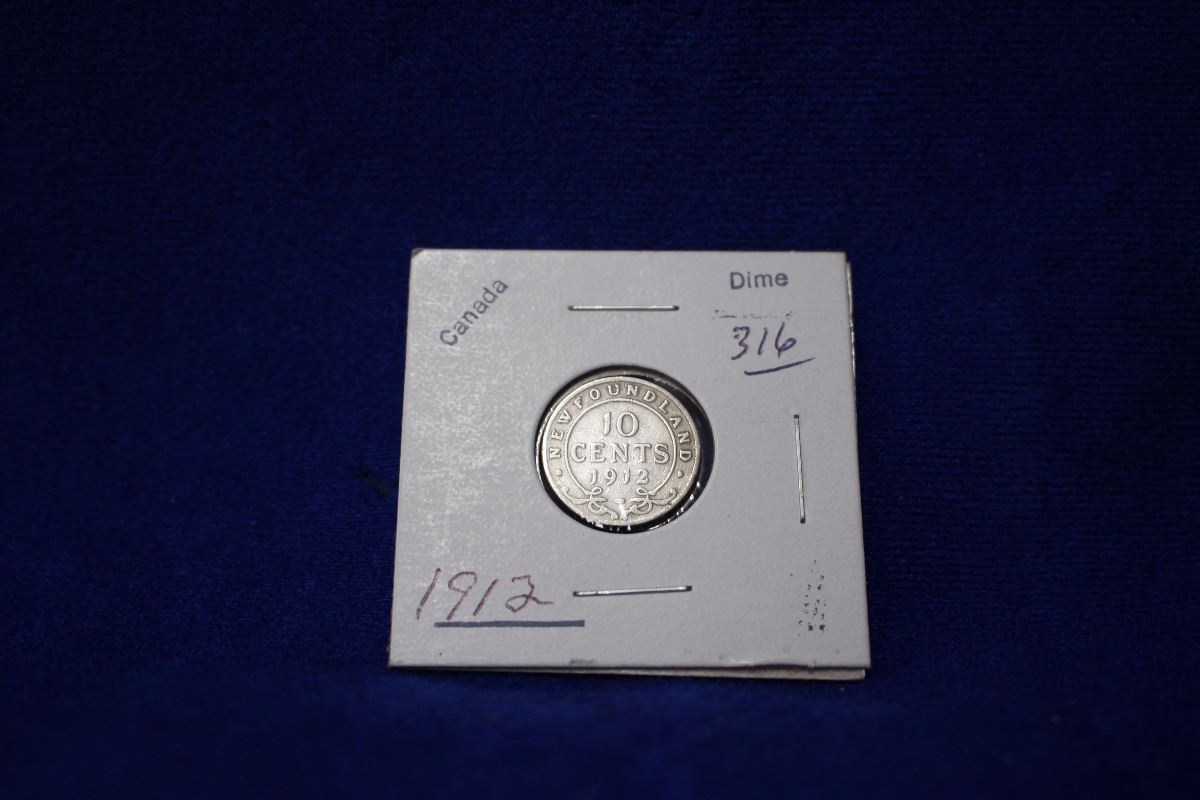 Canada
Dime
316
NEWFOUNDLAND
10
CENTS
1912
1912